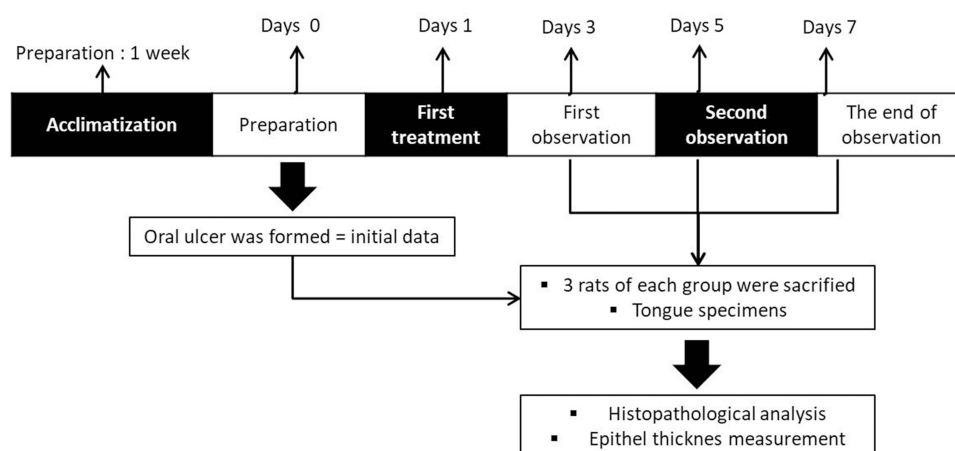 Days 0
Days 1
Days 3
Days 5
Days 7
Preparation : 1 week
Acclimatization
Preparation
First
treatment
First
observation
Second
observation
The end of
observation
Oral ulcer was formed = initial data
▪ 3 rats of each group were sacrified
▪ Tongue specimens
▪ Histopathological analysis
▪ Epithel thicknes measurement